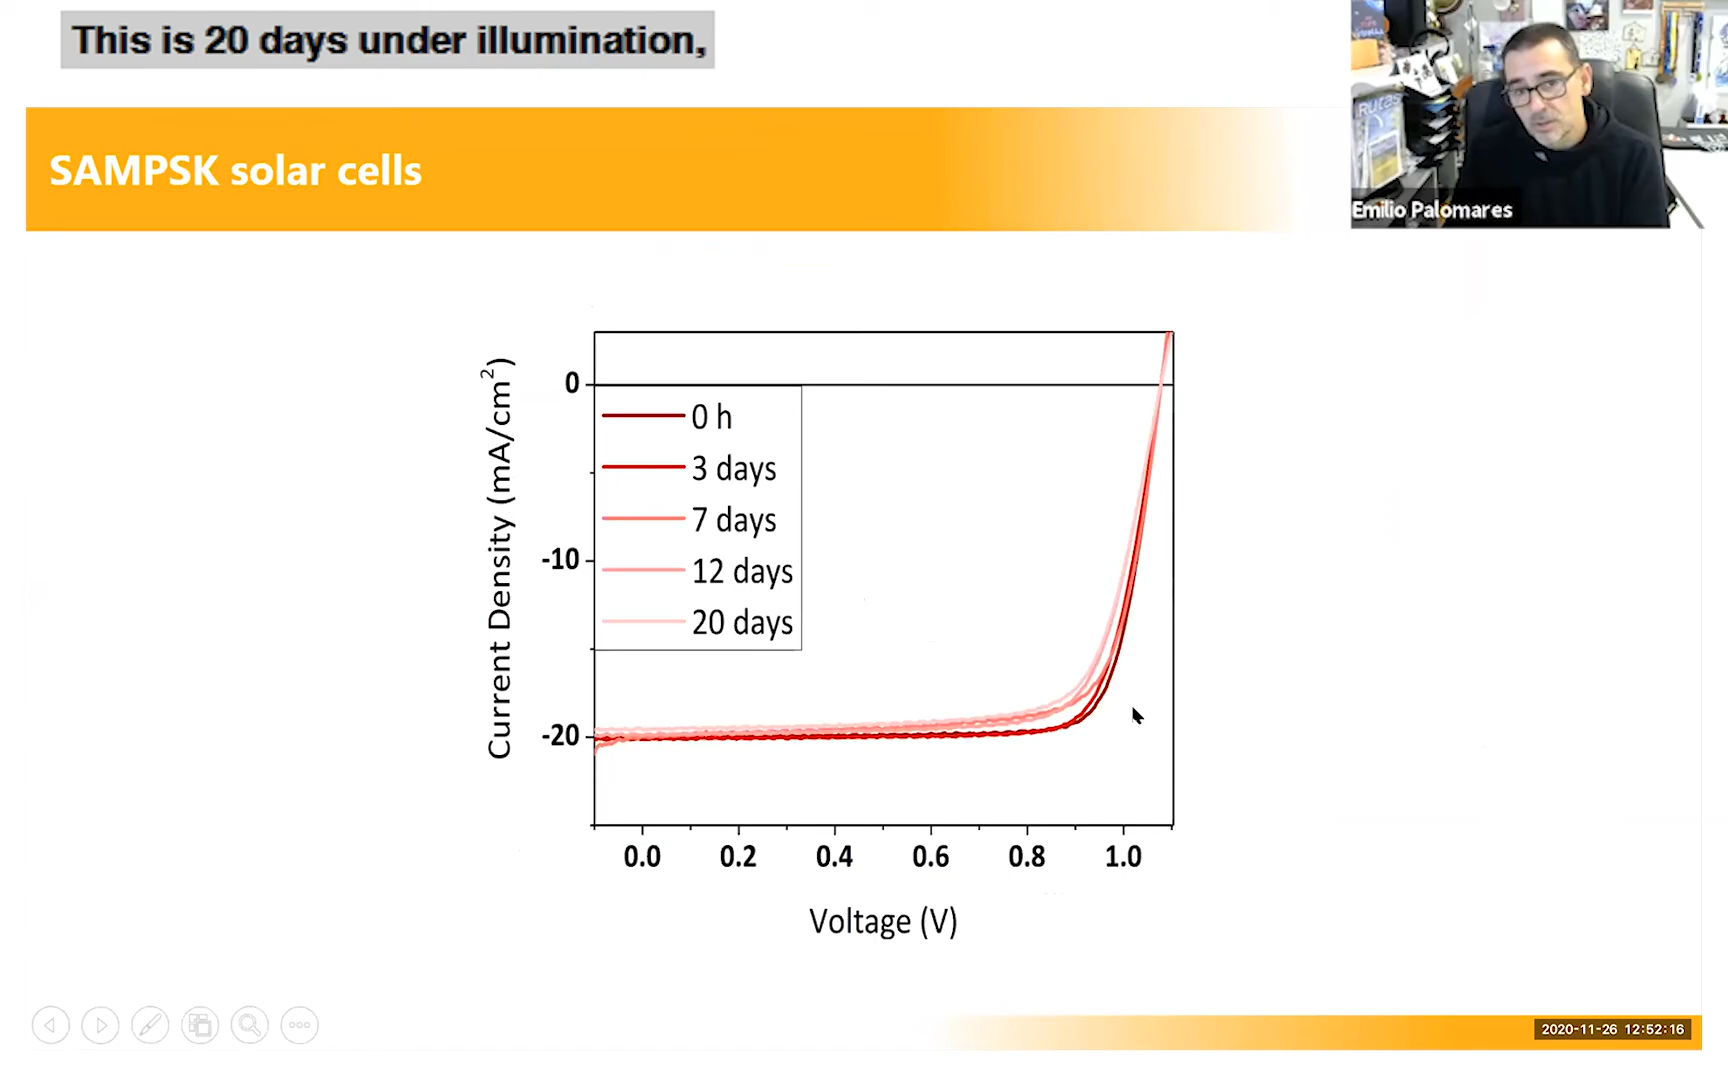 This is 20 days under illumination,
SAMPSK solar cells
Rutas
Emilio Palomares
Current Density (mA/cm²)
0
-10
-20
0 h
3 days
7 days
12 days
20 days
0.0 0.2 0.4 0.6 0.8 1.0
Voltage (V)
2020-11-26 12:52:16